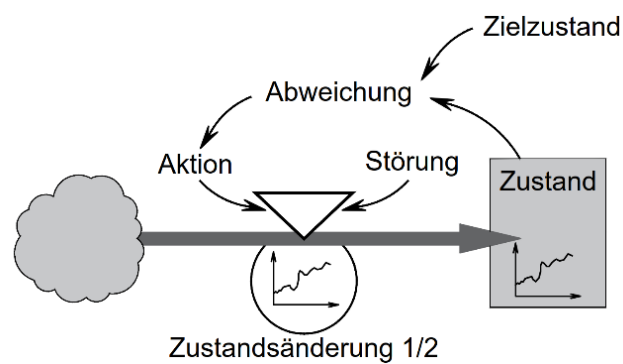 Zielzustand
Abweichung
Aktion
Störung
Zustand
Zustandsänderung 1/2